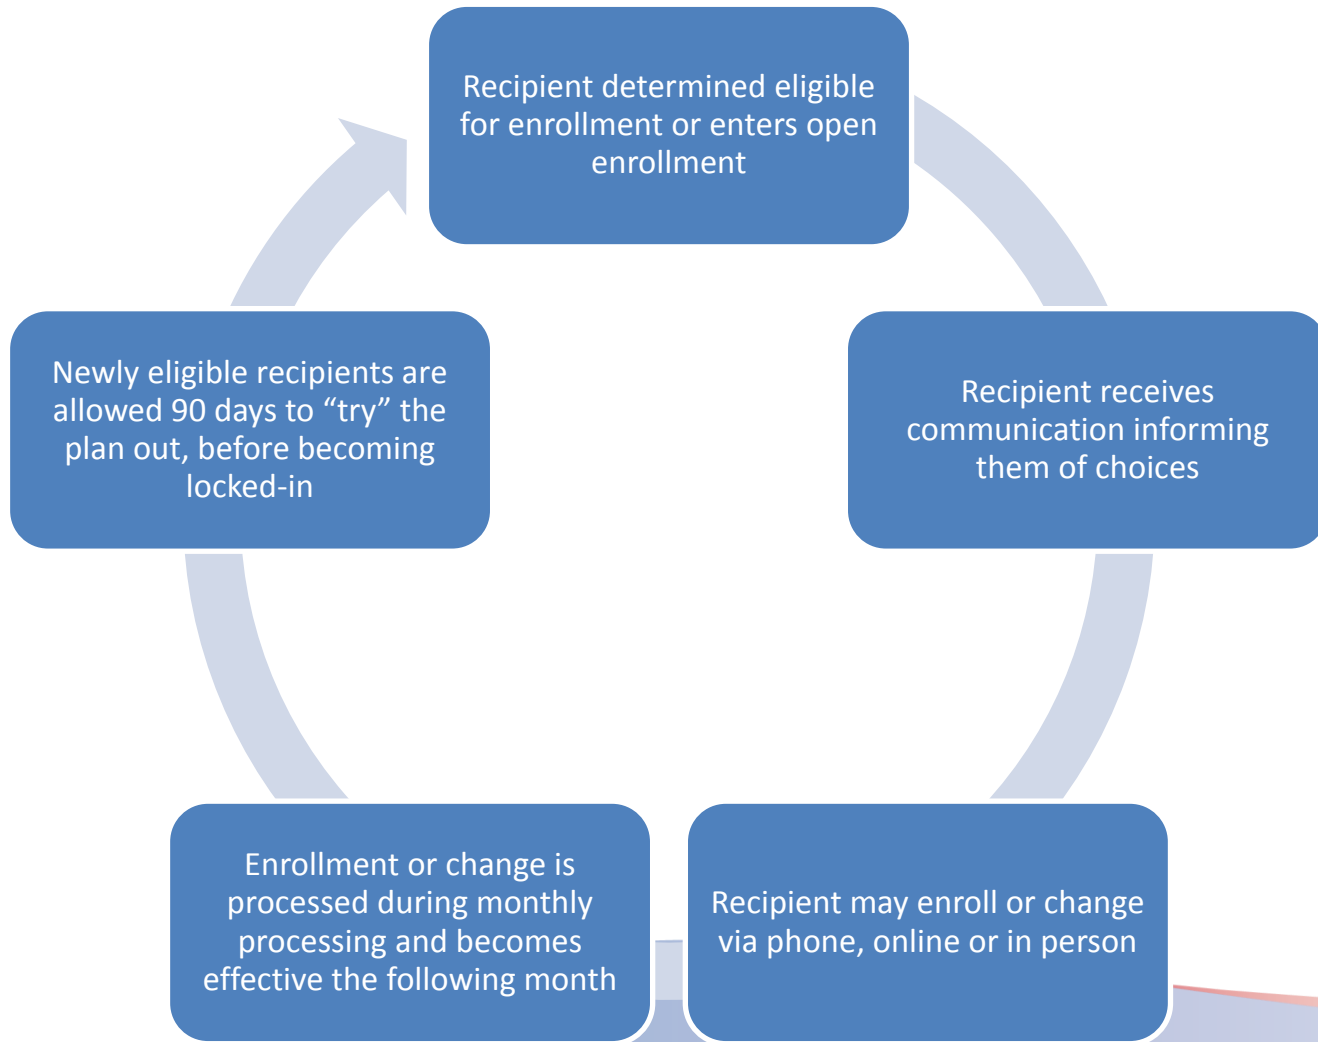 Recipient determined eligible
for enrollment or enters open
enrollment
Recipient receives
communication informing
them of choices
Recipient may enroll or change
via phone, online or in person
Enrollment or change is
processed during monthly
processing and becomes
effective the following month
Newly eligible recipients are
allowed 90 days to “try” the
plan out, before becoming
locked-in